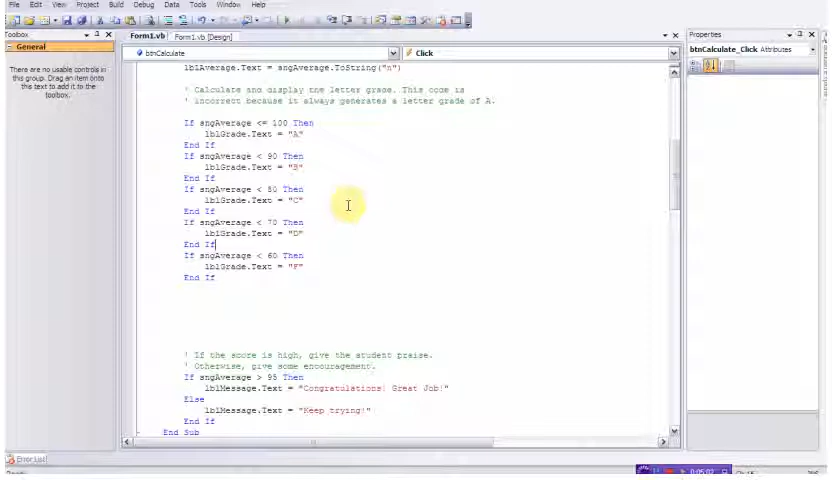 File Edit View Project Build Debug Data Tools Window Help
Toolbox
General
There are no usable controls in
this group. Drag an item onto
this text to add it to the
toolbox.
Form1.vb
Form1.vb [Design]
btnCalculate
Click
lblAverage.Text = sngAverage.ToString("n")
' Calculate and display the letter grade. This code is
' incorrect because it always generates a letter grade of A.
If sngAverage <= 100 Then
lblGrade.Text = "A"
End If
If sngAverage < 90 Then
lblGrade.Text = "B"
End If
If sngAverage < 80 Then
lblGrade.Text = "C"
End If
If sngAverage < 70 Then
lblGrade.Text = "D"
End If
If sngAverage < 60 Then
lblGrade.Text = "F"
End If
' If the score is high, give the student praise.
' Otherwise, give some encouragement.
If sngAverage > 95 Then
lblMessage.Text = "Congratulations! Great Job!"
Else
lblMessage.Text = "Keep trying!"
End If
End Sub
Properties
btnCalculate_Click Attributes
Error List
0:05:02